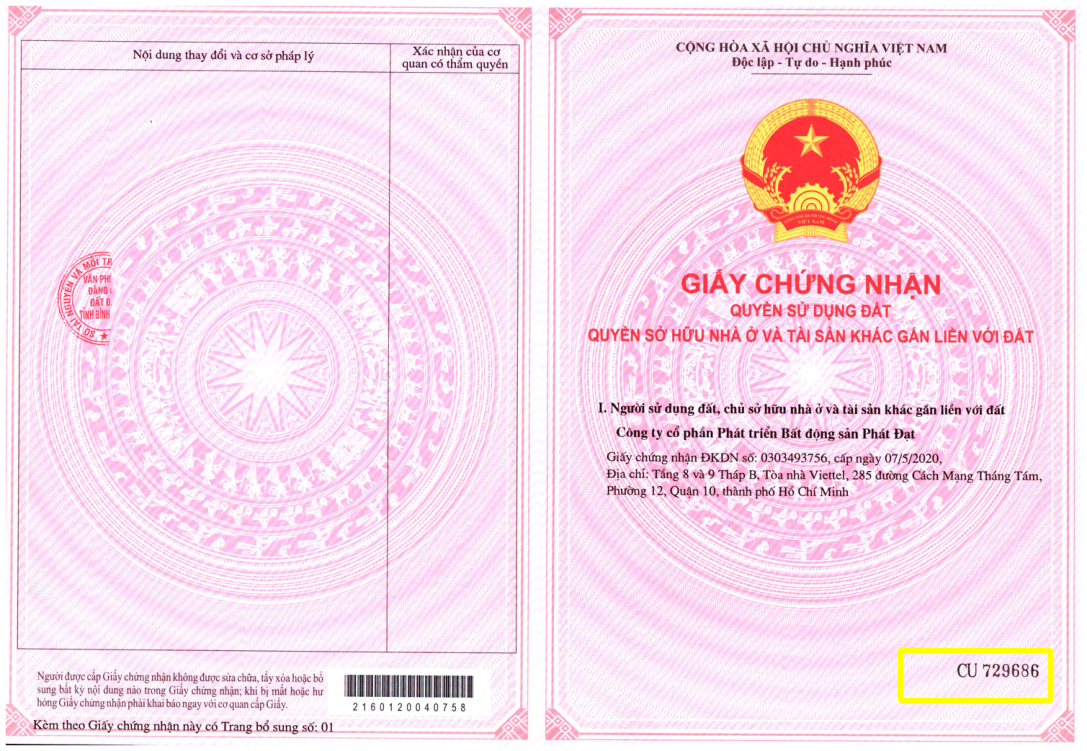 Nội dung thay đổi và cơ sở pháp lý
Xác nhận của cơ
quan có thẩm quyền
SỞ TÀI NGUYÊN VÀ MÔI TR
VĂN PH
ĐĂNG
ĐẤT Đ
TỈNH BÌNH
Người được cấp Giấy chứng nhận không được sửa chữa, tẩy xóa hoặc bổ
sung bất kỳ nội dung nào trong Giấy chứng nhận; khi bị mất hoặc hư
hỏng Giấy chứng nhận phải khai báo ngay với cơ quan cấp Giấy.
2160120040758
Kèm theo Giấy chứng nhận này có Trang bổ sung số: 01
CỘNG HÒA XÃ HỘI CHỦ NGHĨA VIỆT NAM
Độc lập - Tự do - Hạnh phúc
VIỆT NAM
GIẤY CHỨNG NHẬN
QUYỀN SỬ DỤNG ĐẤT
QUYỀN SỞ HỮU NHÀ Ở VÀ TÀI SẢN KHÁC GẮN LIỀN VỚI ĐẤT
I. Người sử dụng đất, chủ sở hữu nhà ở và tài sản khác gắn liền với đất
Công ty cổ phần Phát triển Bất động sản Phát Đạt
Giấy chứng nhận ĐKDN số: 0303493756, cấp ngày 07/5/2020,
Địa chỉ: Tầng 8 và 9 Tháp B, Tòa nhà Viettel, 285 đường Cách Mạng Tháng Tám,
Phường 12, Quận 10, thành phố Hồ Chí Minh
CU 729686